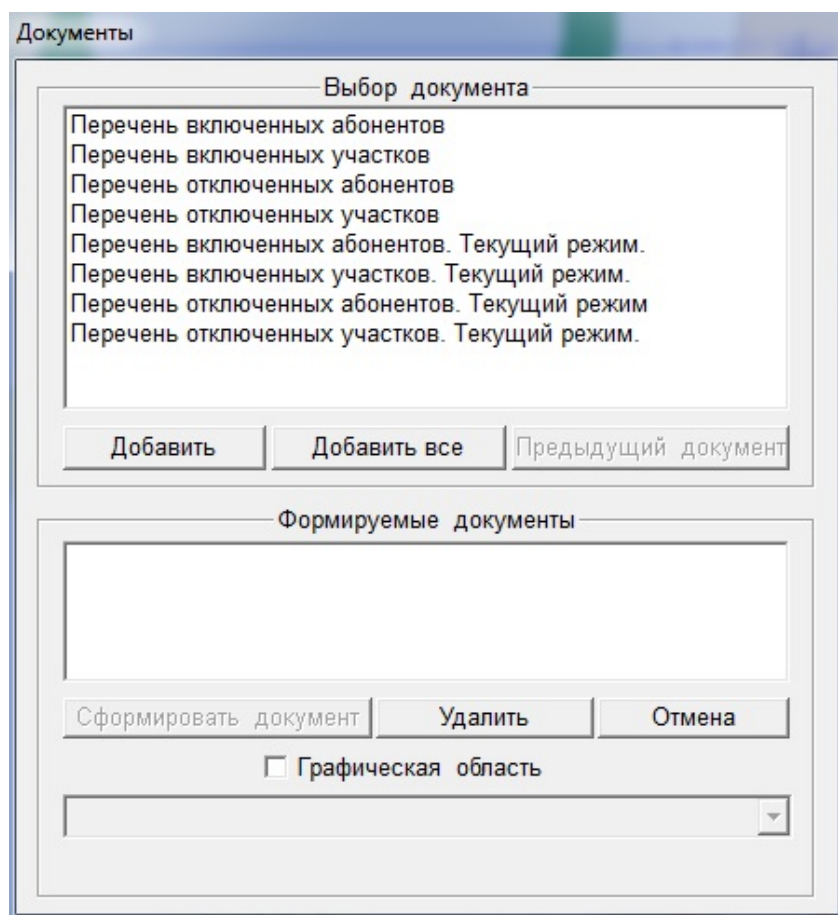 Документы
Выбор документа
Перечень включенных абонентов
Перечень включенных участков
Перечень отключенных абонентов
Перечень отключенных участков
Перечень включенных абонентов. Текущий режим.
Перечень включенных участков. Текущий режим.
Перечень отключенных абонентов. Текущий режим
Перечень отключенных участков. Текущий режим.
Добавить Добавить все Предыдущий документ
Формируемые документы
Сформировать документ Удалить Отмена
Графическая область